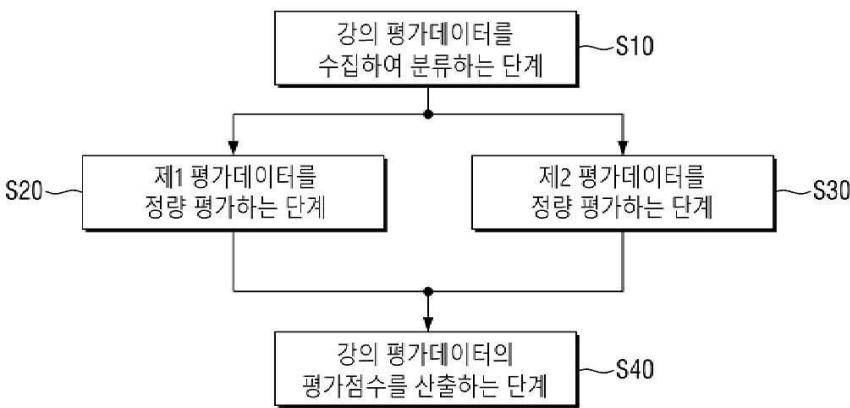 강의 평가데이터를
수집하여 분류하는 단계
S10
제1 평가데이터를
정량 평가하는 단계
S20
제2 평가데이터를
정량 평가하는 단계
S30
강의 평가데이터의
평가점수를 산출하는 단계
S40